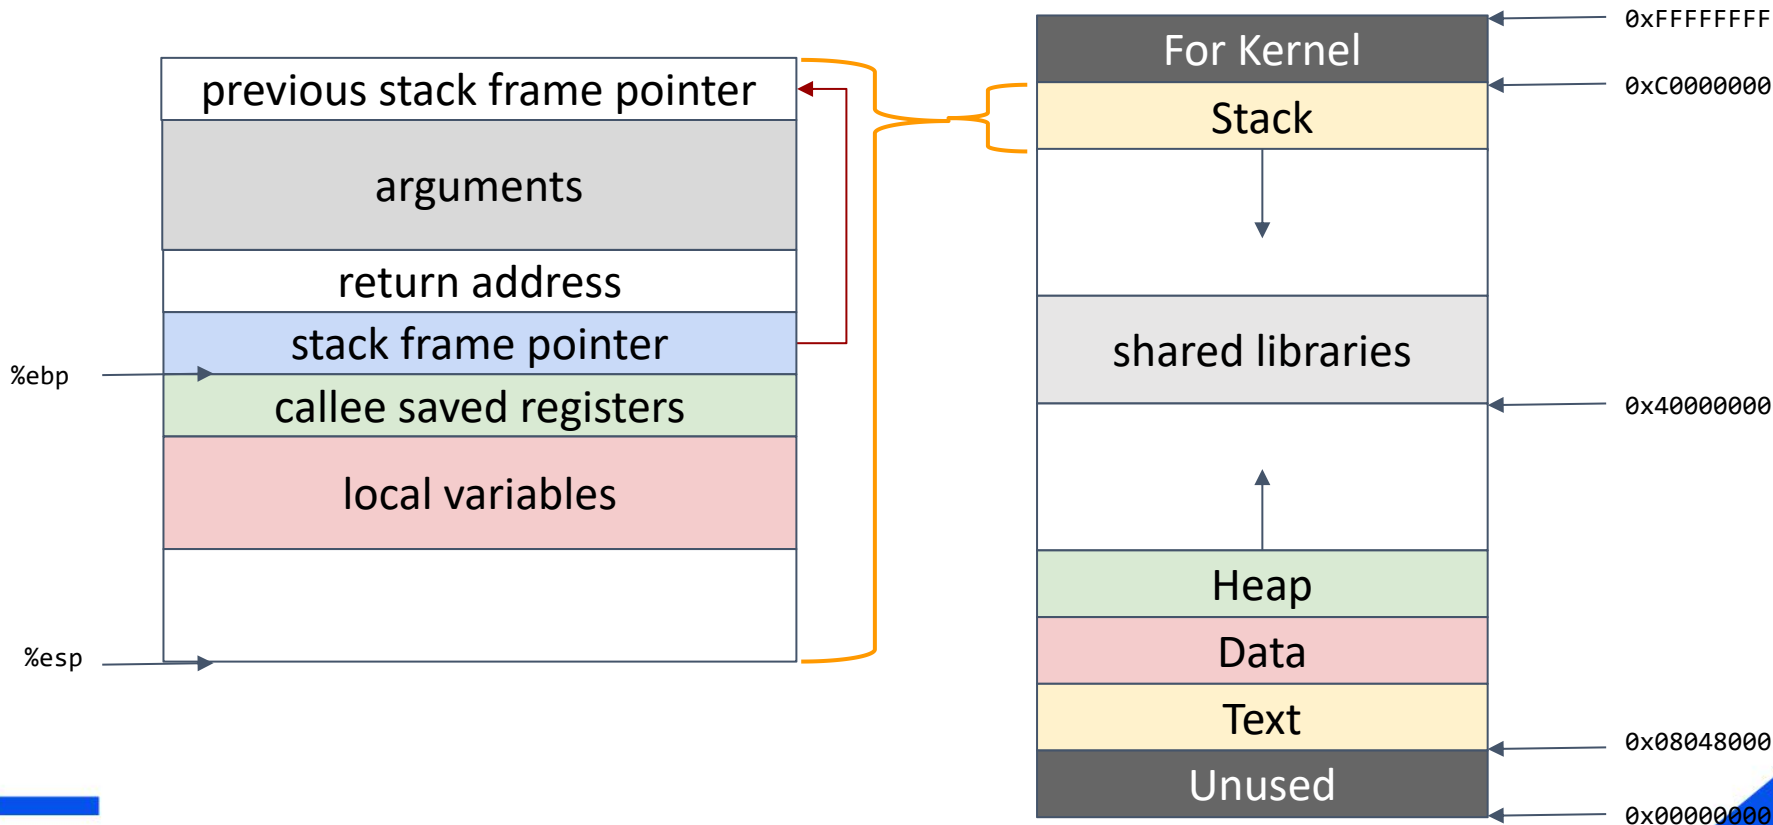 previous stack frame pointer
arguments
return address
stack frame pointer
callee saved registers
local variables
%ebp
%esp
For Kernel
Stack
shared libraries
Heap
Data
Text
Unused
0xFFFFFFFF
0xC0000000
0x40000000
0x08048000
0x00000000